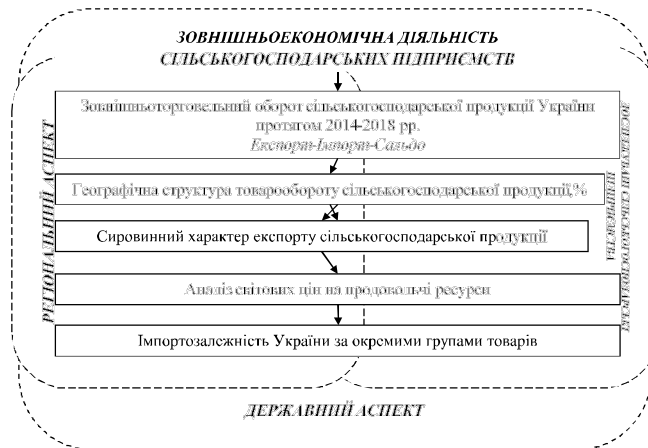 ЗОВНІШНЬОЕКОНОМІЧНА ДІЯЛЬНІСТЬ
СІЛЬСЬКОГОСПОДАРСЬКИХ ПІДПРИЄМСТВ
Зовнішньоторговельний оборот сільськогосподарської продукції України
протягом 2014-2018 рр.
Експорт-Імпорт-Сальдо
Географічна структура товарообороту сільськогосподарської продукції,%
Сировинний характер експорту сільськогосподарської продукції
Аналіз світових цін на продовольчі ресурси
Імпортозалежність України за окремими групами товарів
РЕГІОНАЛЬНИЙ АСПЕКТ
СІЛЬСЬКОГОСПОДАРСЬКІ
ПІДПРИЄМСТВА
ДЕРЖАВНИЙ АСПЕКТ